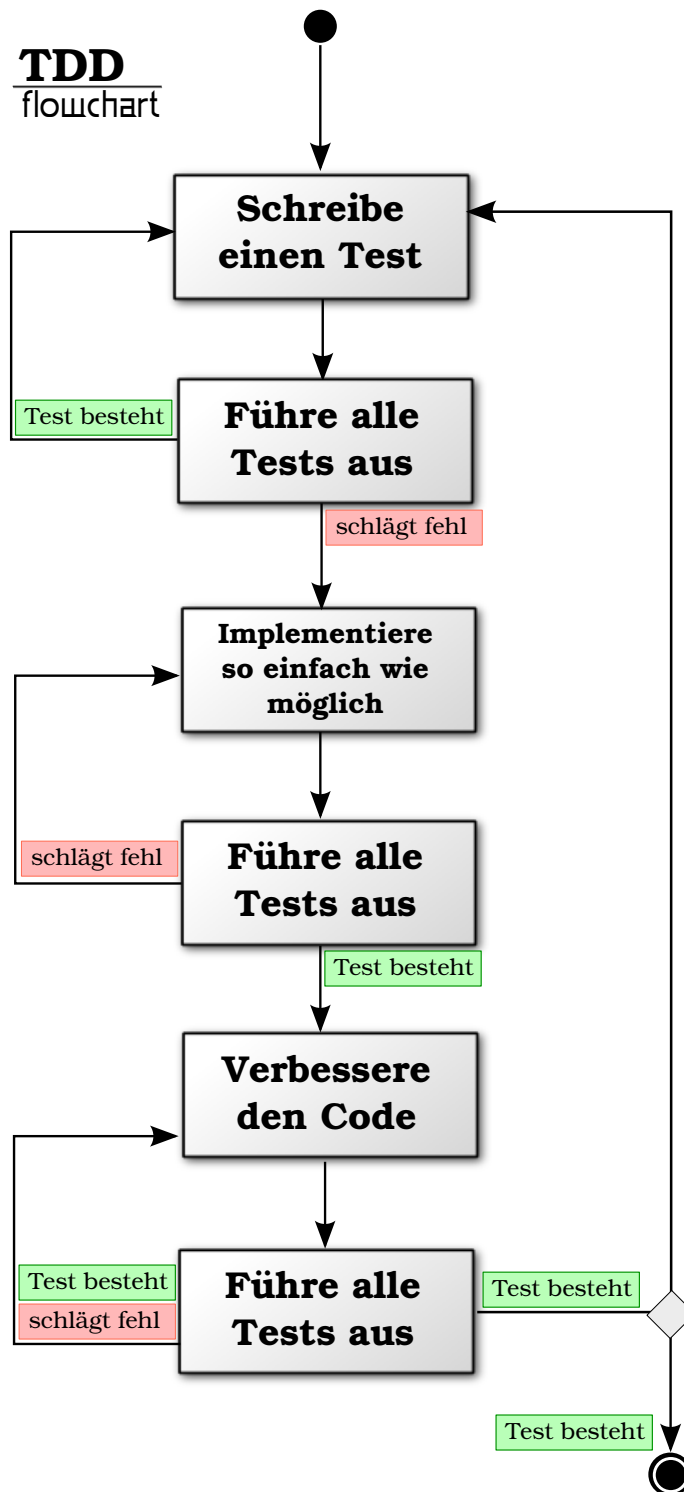 TDD
flowchart
Schreibe
einen Test
Test besteht
Führe alle
Tests aus
schlägt fehl
Implementiere
so einfach wie
möglich
schlägt fehl
Führe alle
Tests aus
Test besteht
Verbessere
den Code
Test besteht
schlägt fehl
Führe alle
Tests aus
Test besteht
Test besteht